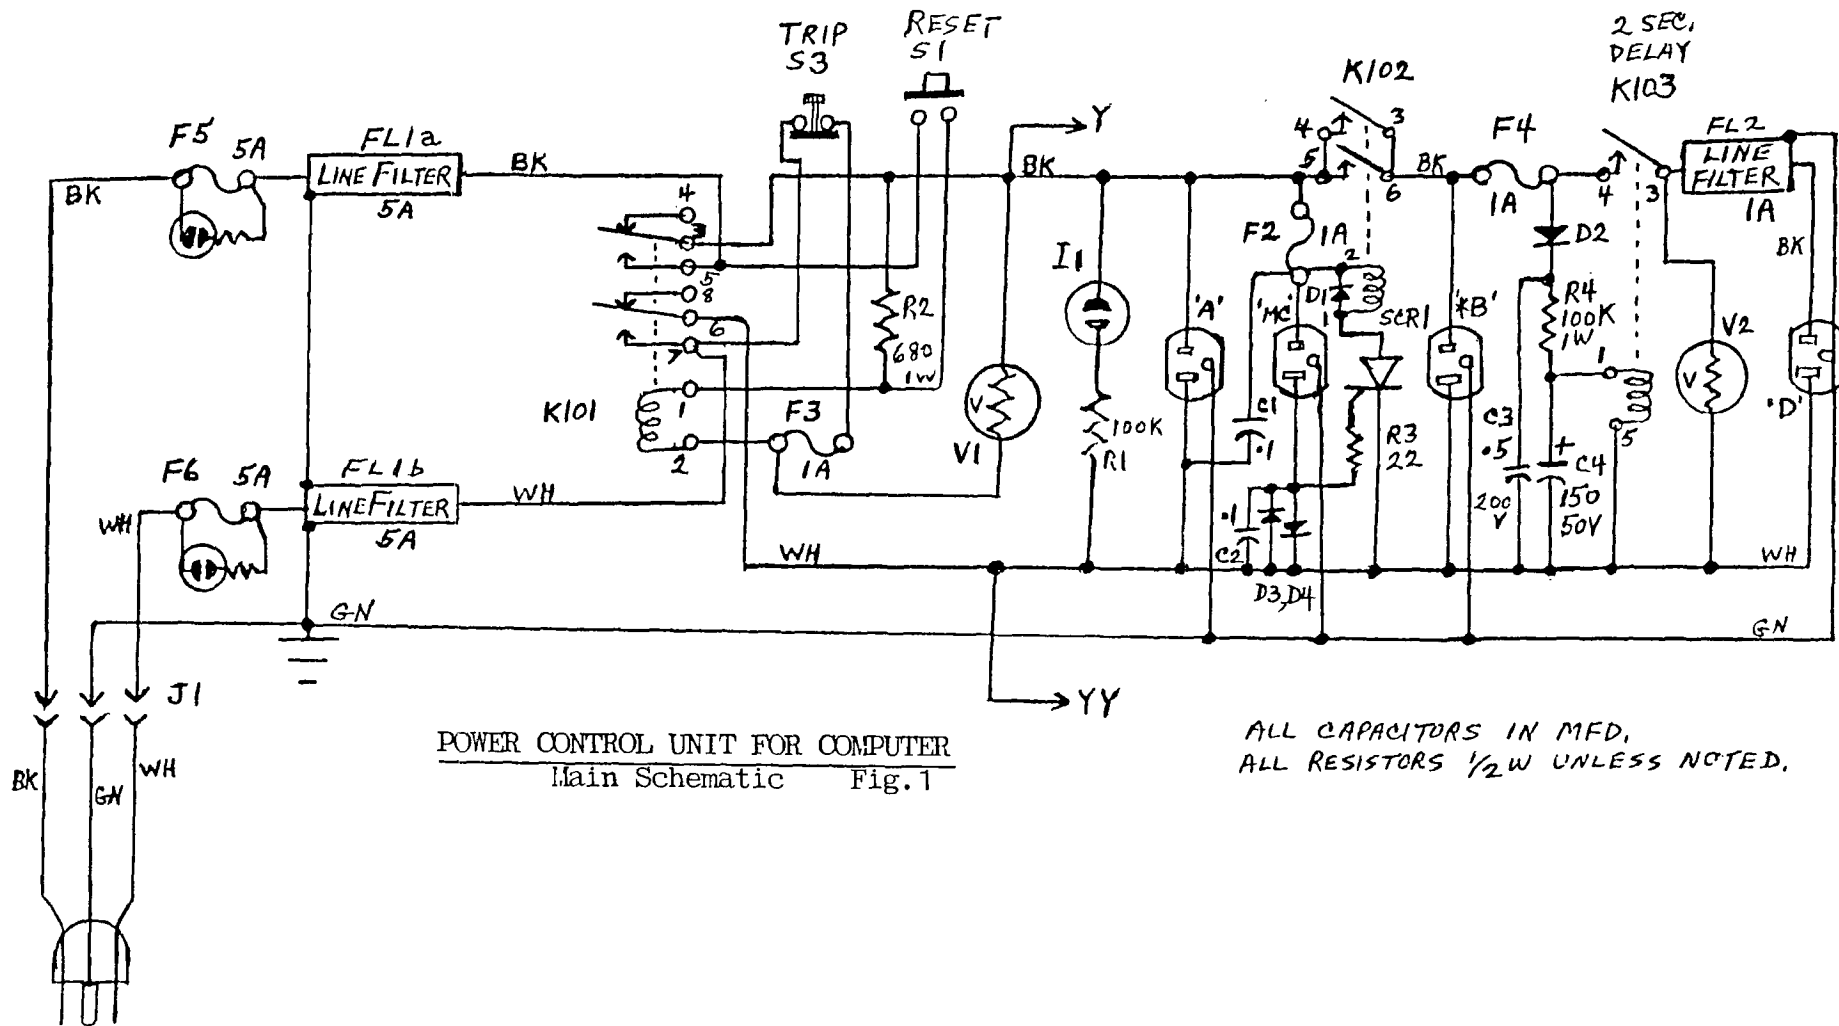 TRIP
S3
RESET
S1
2 SEC.
DELAY
K103
K102
F5
5A
FL1a
LINE FILTER
5A
BK
BK
Y
BK
4
3
5
6
BK
F4
1A
4
3
FL2
LINE
FILTER
1A
BK
4
3
5
8
6
7
1
2
K101
R2
680
1W
F3
1A
V
V1
I1
100K
R1
'A'
F2
1A
2
D1
'MC'
SCR1
'*B'
D2
R4
100K
1W
1
5
V2
V
'D'
C1
.1
R3
22
C3
.5
200
V
+
C4
150
50V
F6
5A
FL1b
LINE FILTER
5A
WH
WH
WH
.1
C2
D3, D4
WH
GN
GN
J1
YY
BK
GN
WH
POWER CONTROL UNIT FOR COMPUTER
Main Schematic Fig.1
ALL CAPACITORS IN MFD.
ALL RESISTORS 1/2 W UNLESS NOTED.